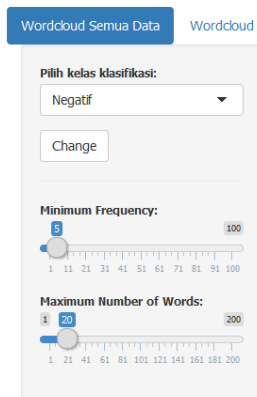 Wordcloud Semua Data Wordcloud
Pilih kelas klasifikasi:
Negatif
Change
Minimum Frequency:
5 100
1 11 21 31 41 51 61 71 81 91 100
Maximum Number of Words:
1 20 200
1 21 41 61 81 101 121 141 161 181 200